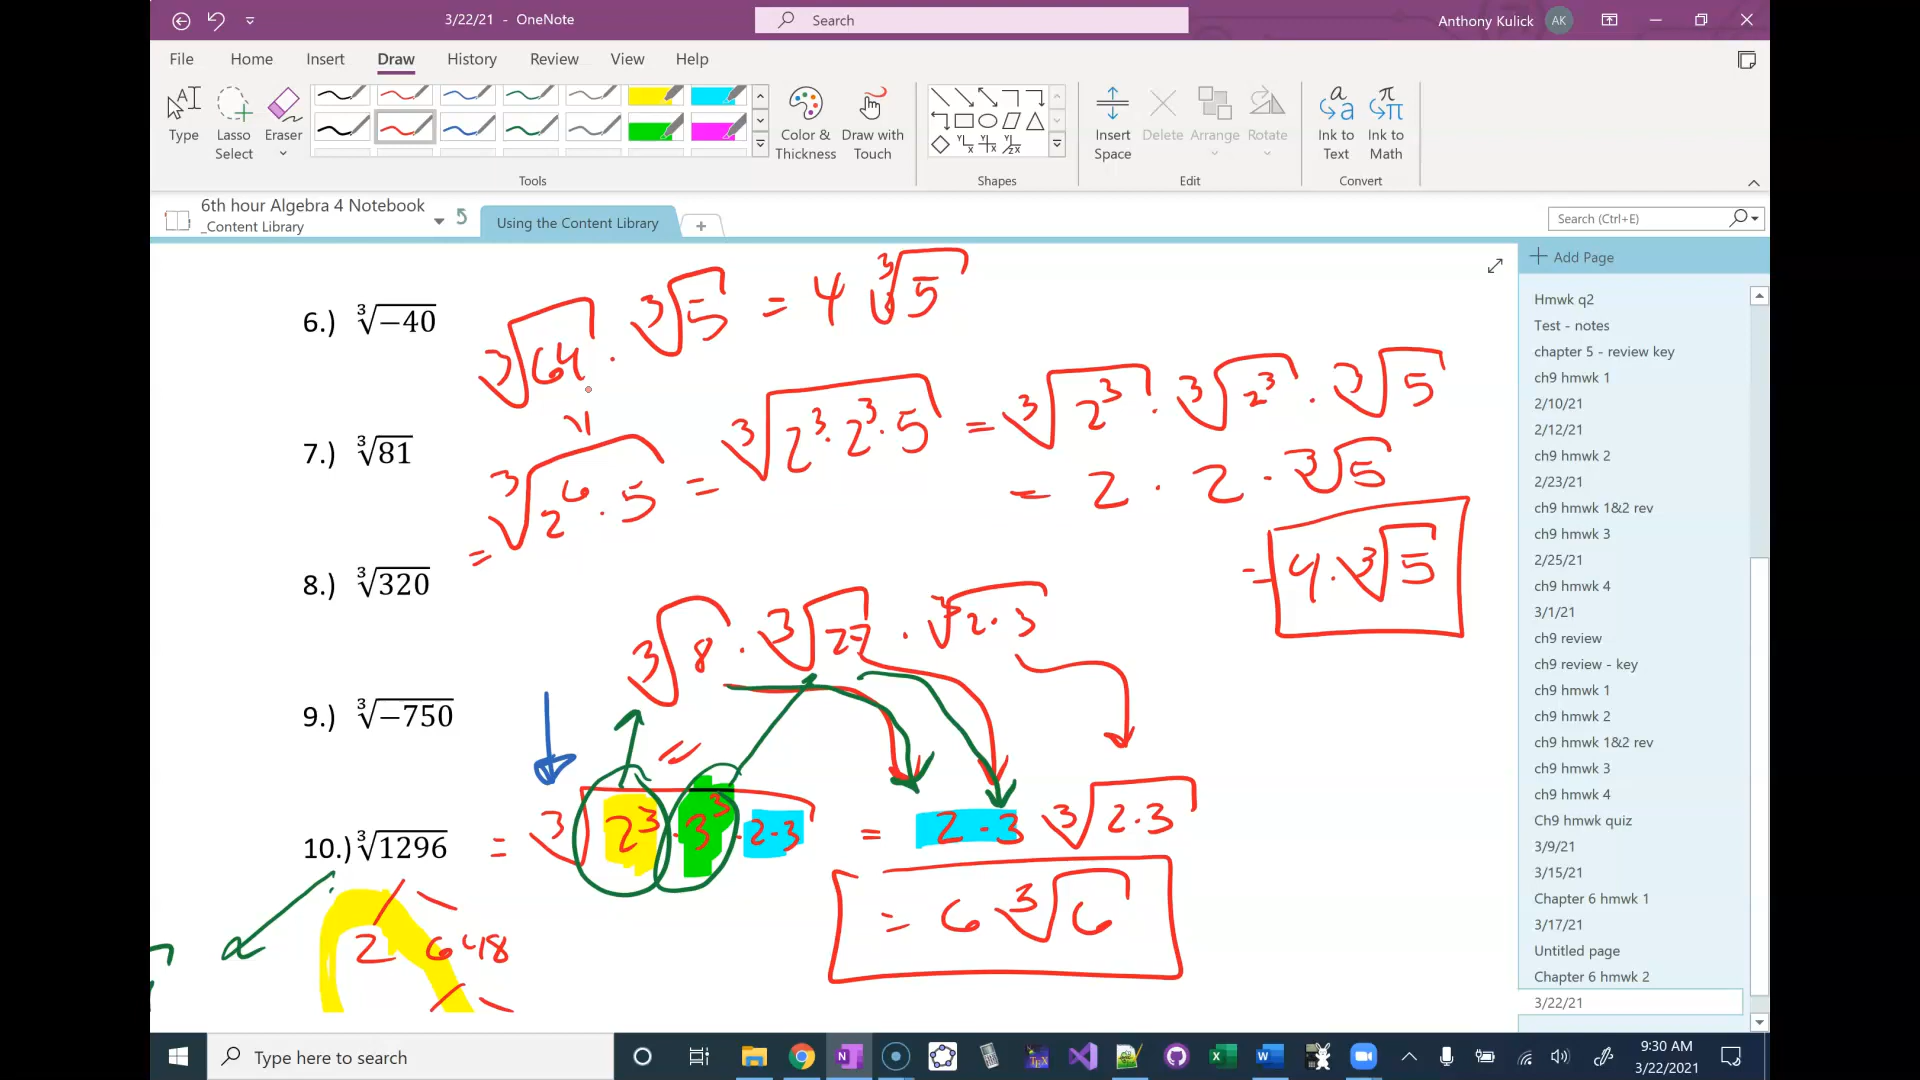 3/22/21 - OneNote
Search
Anthony Kulick
AK
File Home Insert Draw History Review View Help
Type
Lasso Select
Eraser
Color & Thickness
Draw with Touch
Insert Space
Delete
Arrange
Rotate
Ink to Text
Ink to Math
Tools
Shapes
Edit
Convert
6th hour Algebra 4 Notebook
_Content Library
Using the Content Library
Search (Ctrl+E)
Add Page
Hmwk q2
Test - notes
chapter 5 - review key
ch9 hmwk 1
2/10/21
2/12/21
ch9 hmwk 2
2/23/21
ch9 hmwk 1&2 rev
ch9 hmwk 3
2/25/21
ch9 hmwk 4
3/1/21
ch9 review
ch9 review - key
ch9 hmwk 1
ch9 hmwk 2
ch9 hmwk 1&2 rev
ch9 hmwk 3
ch9 hmwk 4
Ch9 hmwk quiz
3/9/21
3/15/21
Chapter 6 hmwk 1
3/17/21
Untitled page
Chapter 6 hmwk 2
3/22/21
6.) ∛−40
∛64 · ∛5 = 4 ∛5
7.) ∛81
= ∛2⁶ · 5 = ∛2³ · 2³ · 5 = ∛2³ · ∛2³ · ∛5
= 2 · 2 · ∛5
= 4 · ∛5
8.) ∛320
∛8 · ∛27 · ∛2 · 3
9.) ∛−750
=
10.) ∛1296 = ∛2³ · 3³ · 2 · 3 = 2 · 3 ∛2 · 3
= 6 ∛6
2 648
Type here to search
9:30 AM
3/22/2021